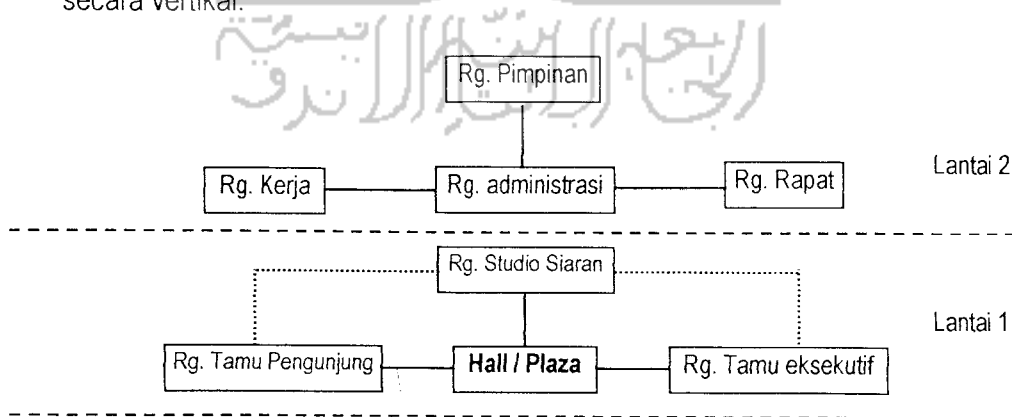 secara vertikal.
Rg. Pimpinan
Rg. Kerja Rg. administrasi Rg. Rapat Lantai 2
Rg. Studio Siaran
Lantai 1
Rg. Tamu Pengunjung Hall / Plaza Rg. Tamu eksekutif